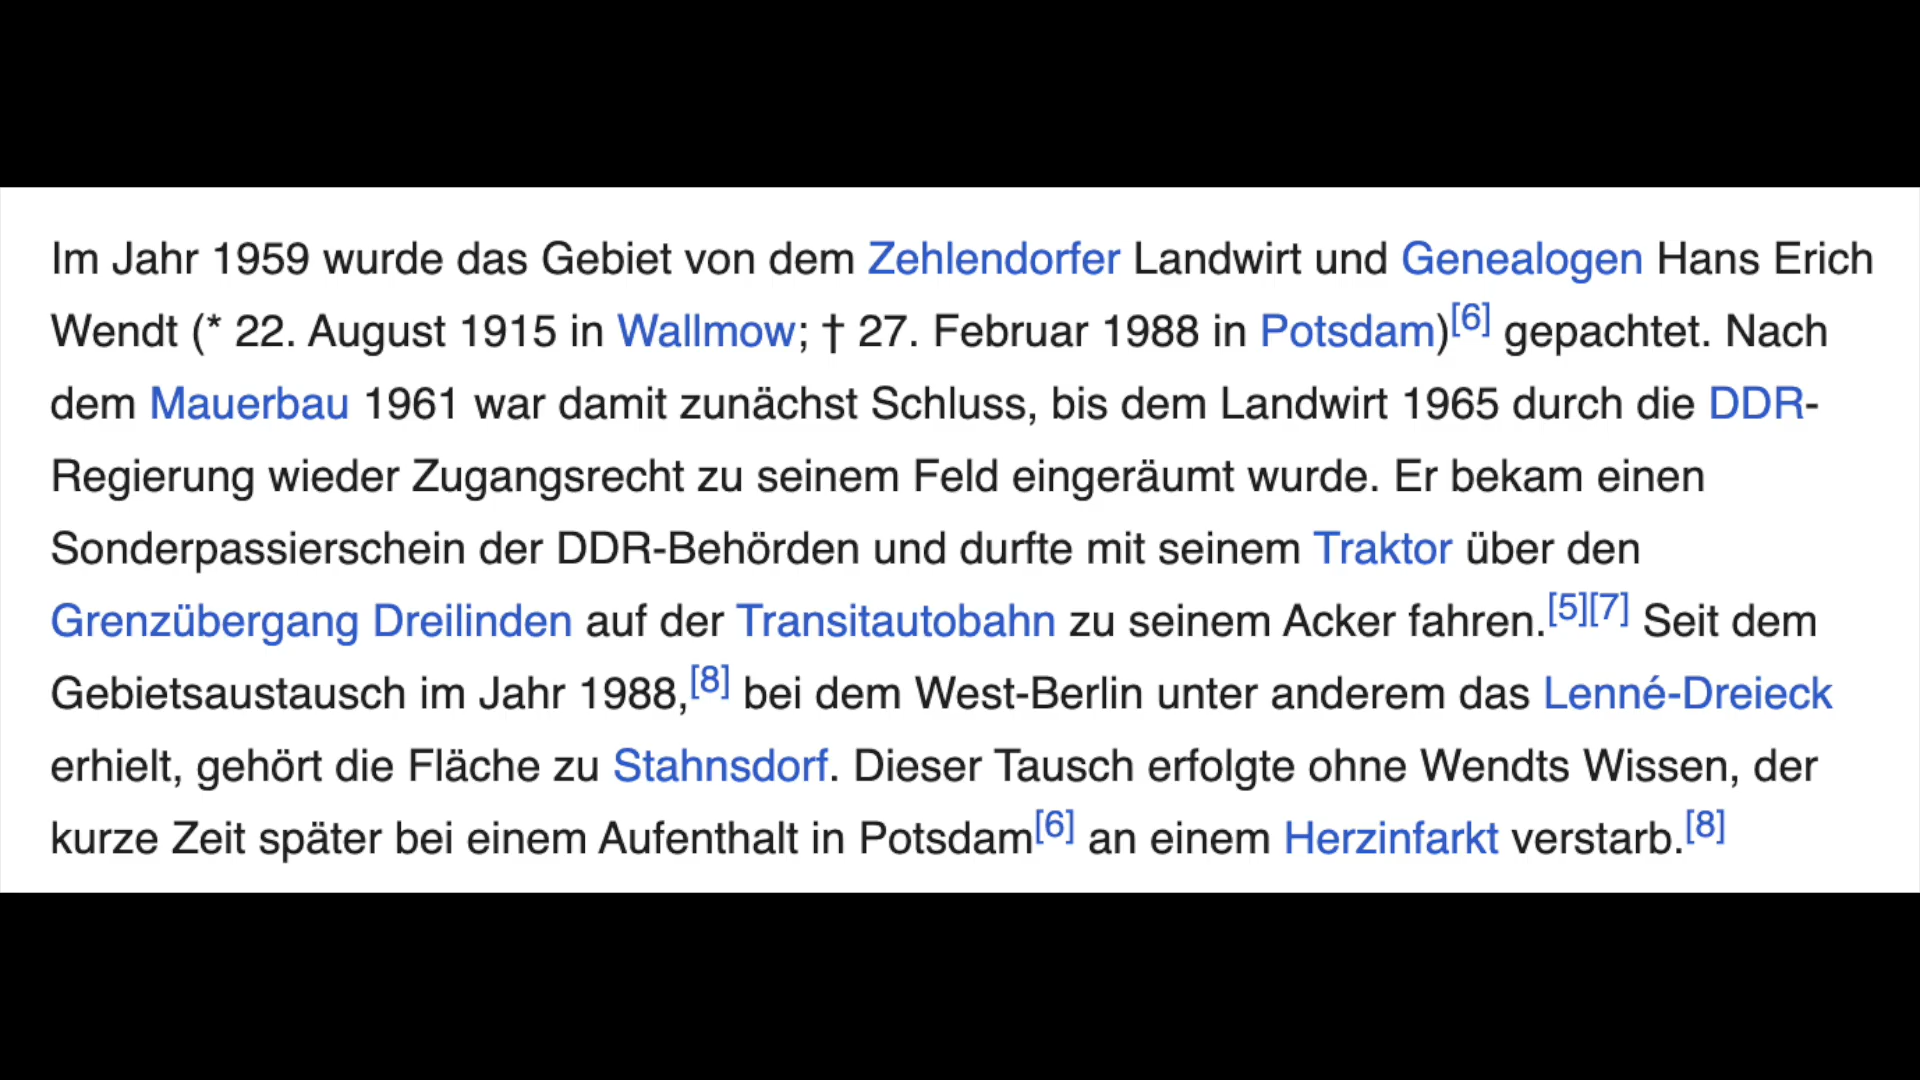 Im Jahr 1959 wurde das Gebiet von dem Zehlendorfer Landwirt und Genealogen Hans Erich
Wendt (* 22. August 1915 in Wallmow; † 27. Februar 1988 in Potsdam)[6] gepachtet. Nach
dem Mauerbau 1961 war damit zunächst Schluss, bis dem Landwirt 1965 durch die DDR-
Regierung wieder Zugangsrecht zu seinem Feld eingeräumt wurde. Er bekam einen
Sonderpassierschein der DDR-Behörden und durfte mit seinem Traktor über den
Grenzübergang Dreilinden auf der Transitautobahn zu seinem Acker fahren.[5][7] Seit dem
Gebietsaustausch im Jahr 1988,[8] bei dem West-Berlin unter anderem das Lenné-Dreieck
erhielt, gehört die Fläche zu Stahnsdorf. Dieser Tausch erfolgte ohne Wendts Wissen, der
kurze Zeit später bei einem Aufenthalt in Potsdam[6] an einem Herzinfarkt verstarb.[8]